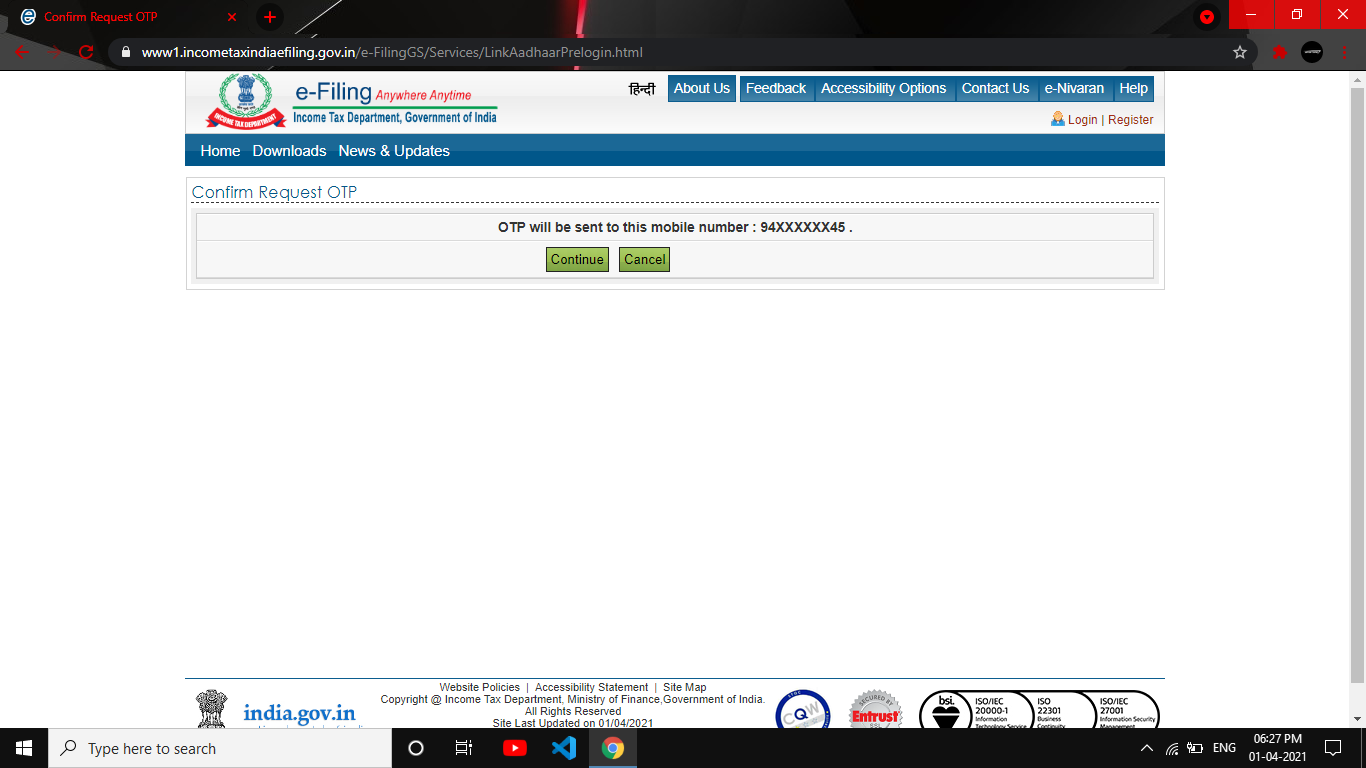 Confirm Request OTP
www1.incometaxindiaefiling.gov.in/e-FilingGS/Services/LinkAadhaarPrelogin.html
e-Filing Anywhere Anytime
Income Tax Department, Government of India
INCOME TAX DEPARTMENT
हिन्दी About Us Feedback Accessibility Options Contact Us e-Nivaran Help
Login | Register
Home Downloads News & Updates
Confirm Request OTP
OTP will be sent to this mobile number : 94XXXXXX45 .
Continue Cancel
Website Policies | Accessibility Statement | Site Map
Copyright @ Income Tax Department, Ministry of Finance,Government of India.
All Rights Reserved
Site Last Updated on 01/04/2021
india.gov.in
CQW
SECURED BY
Entrust
SSL
bsi.
ISO/IEC
20000-1
Information
Technology Service
ISO
22301
Business
Continuity
ISO/IEC
27001
Information Security
Management
Type here to search
ENG
06:27 PM
01-04-2021